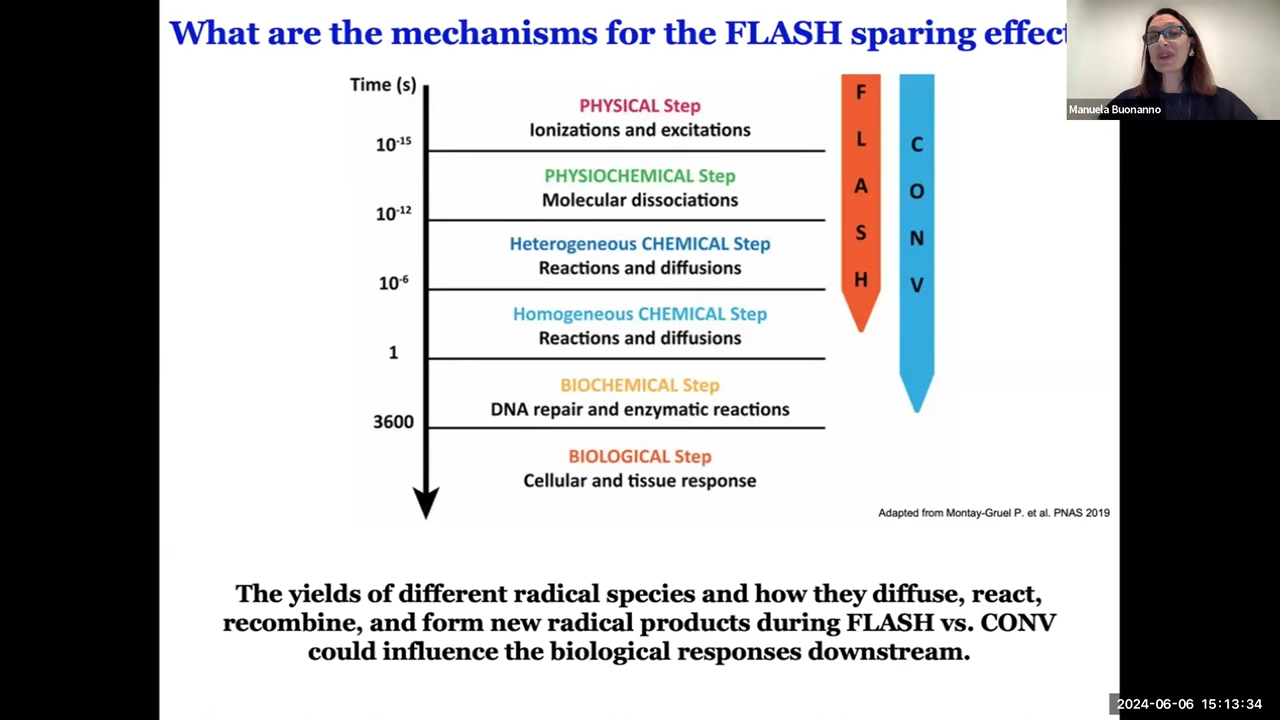 What are the mechanisms for the FLASH sparing effect
Manuela Buonanno
Time (s)
PHYSICAL Step
Ionizations and excitations
10-15
PHYSIOCHEMICAL Step
Molecular dissociations
10-12
Heterogeneous CHEMICAL Step
Reactions and diffusions
10-6
Homogeneous CHEMICAL Step
Reactions and diffusions
1
BIOCHEMICAL Step
DNA repair and enzymatic reactions
3600
BIOLOGICAL Step
Cellular and tissue response
F
L
A
S
H
C
O
N
V
Adapted from Montay-Gruel P. et al. PNAS 2019
The yields of different radical species and how they diffuse, react,
recombine, and form new radical products during FLASH vs. CONV
could influence the biological responses downstream.
2024-06-06 15:13:34